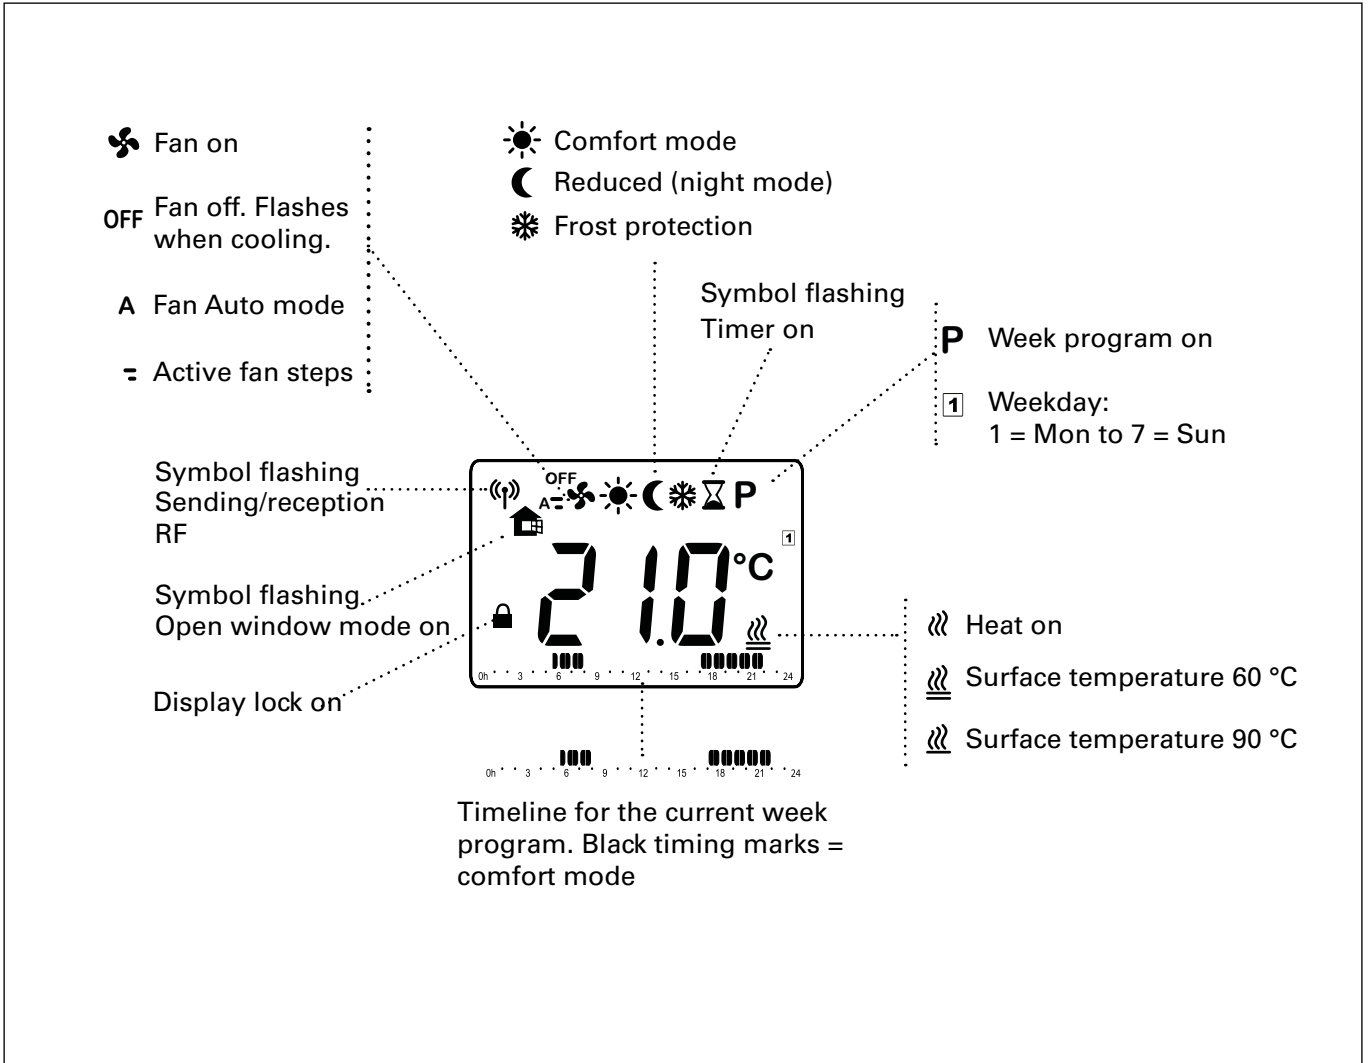 Fan on
OFF Fan off. Flashes
when cooling.
A Fan Auto mode
Active fan steps
Comfort mode
Reduced (night mode)
Frost protection
Symbol flashing
Timer on
P Week program on
1 Weekday:
1 = Mon to 7 = Sun
Symbol flashing
Sending/reception
RF
Symbol flashing
Open window mode on
Display lock on
OFF
A P
1
21.0 °C
0h 3 6 9 12 15 18 21 24
Heat on
Surface temperature 60 °C
Surface temperature 90 °C
0h 3 6 9 12 15 18 21 24
Timeline for the current week
program. Black timing marks =
comfort mode